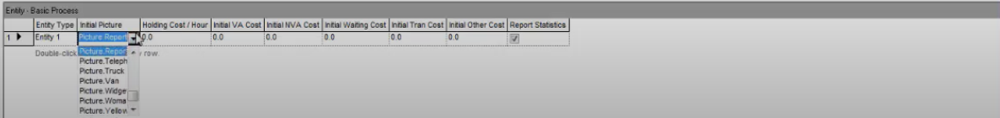 Entity - Basic Process
Entity Type Initial Picture Holding Cost / Hour Initial VA Cost Initial NVA Cost Initial Waiting Cost Initial Tran Cost Initial Other Cost Report Statistics
1 Entity 1 Picture.Report 0.0 0.0 0.0 0.0 0.0 0.0
Double-click row.
Picture.Report
Picture.Teleph
Picture.Truck
Picture.Van
Picture.Widge
Picture.Woma
Picture.Yellow